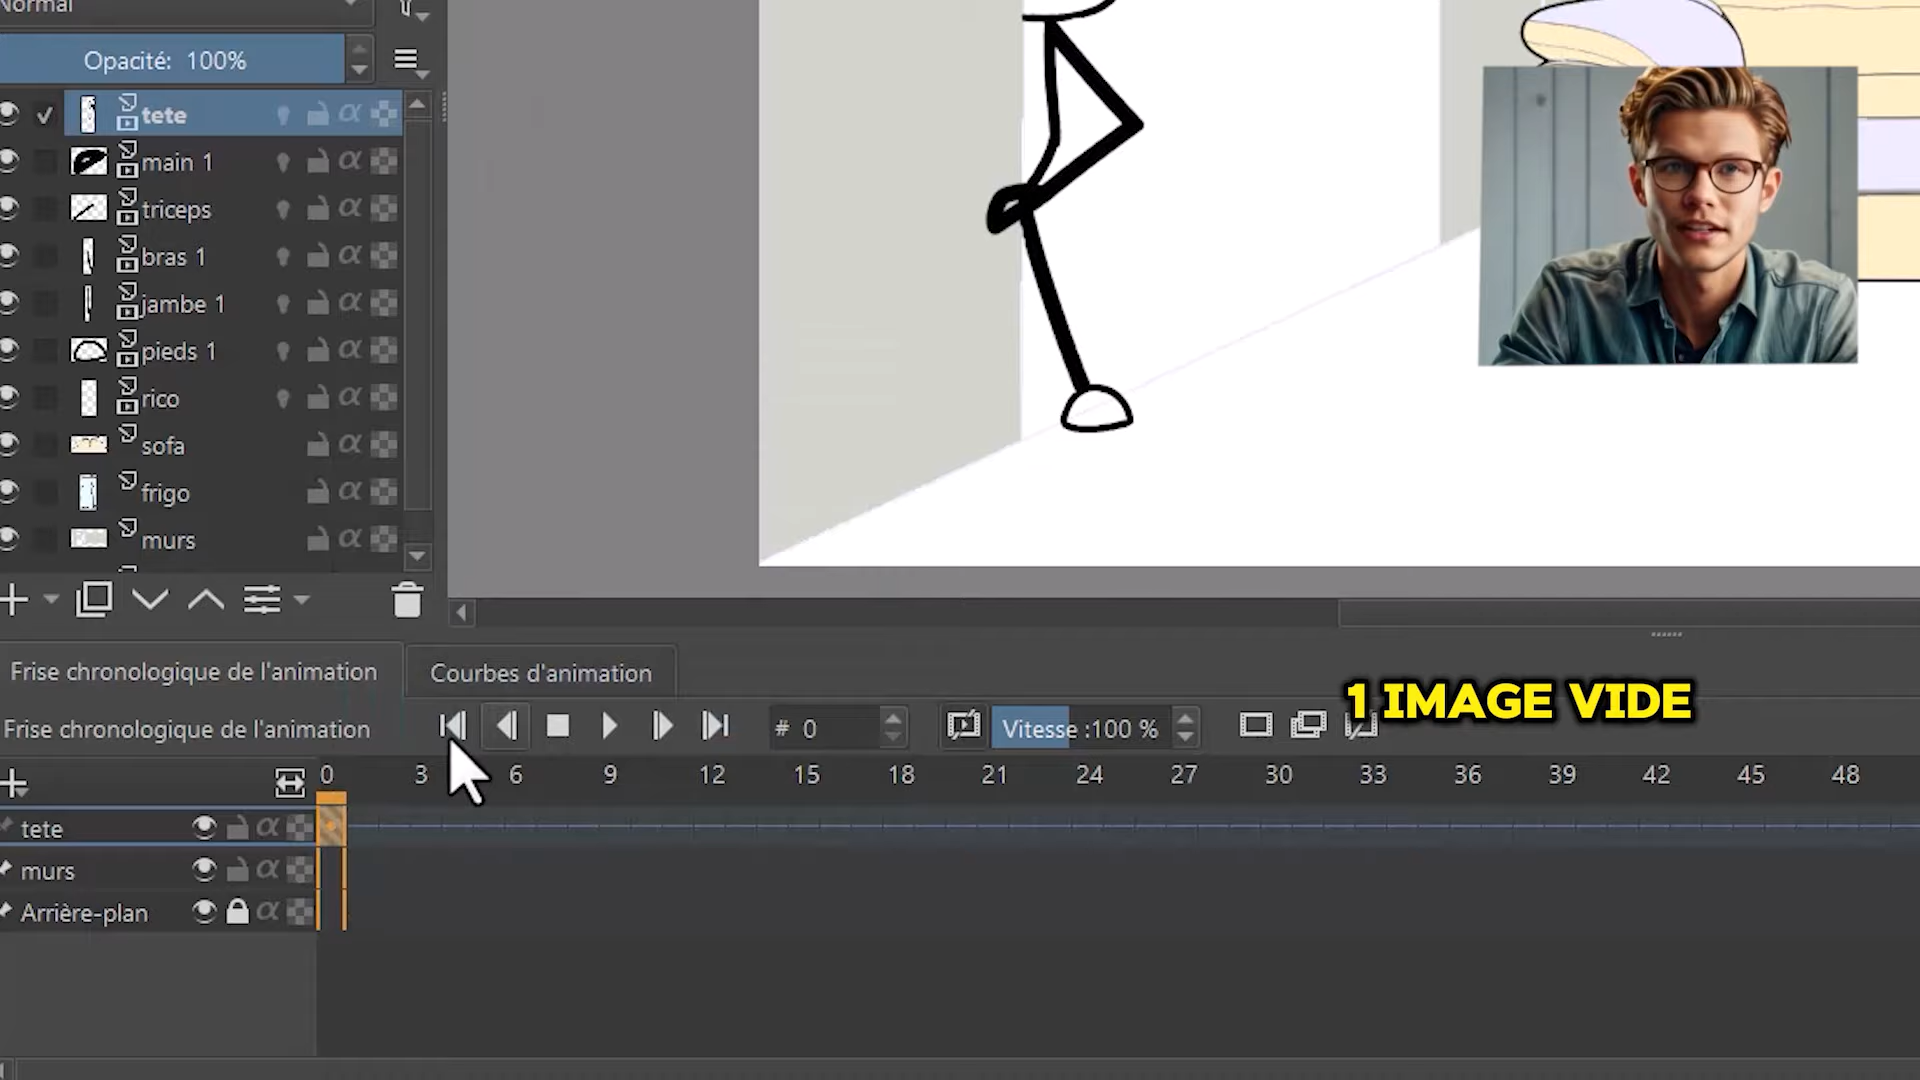 Normal
Opacité: 100%
tete
main 1
triceps
bras 1
jambe 1
pieds 1
rico
sofa
frigo
murs
Frise chronologique de l'animation
Courbes d'animation
1 IMAGE VIDE
Frise chronologique de l'animation
# 0
Vitesse :100 %
0 3 6 9 12 15 18 21 24 27 30 33 36 39 42 45 48
tete
murs
Arrière-plan